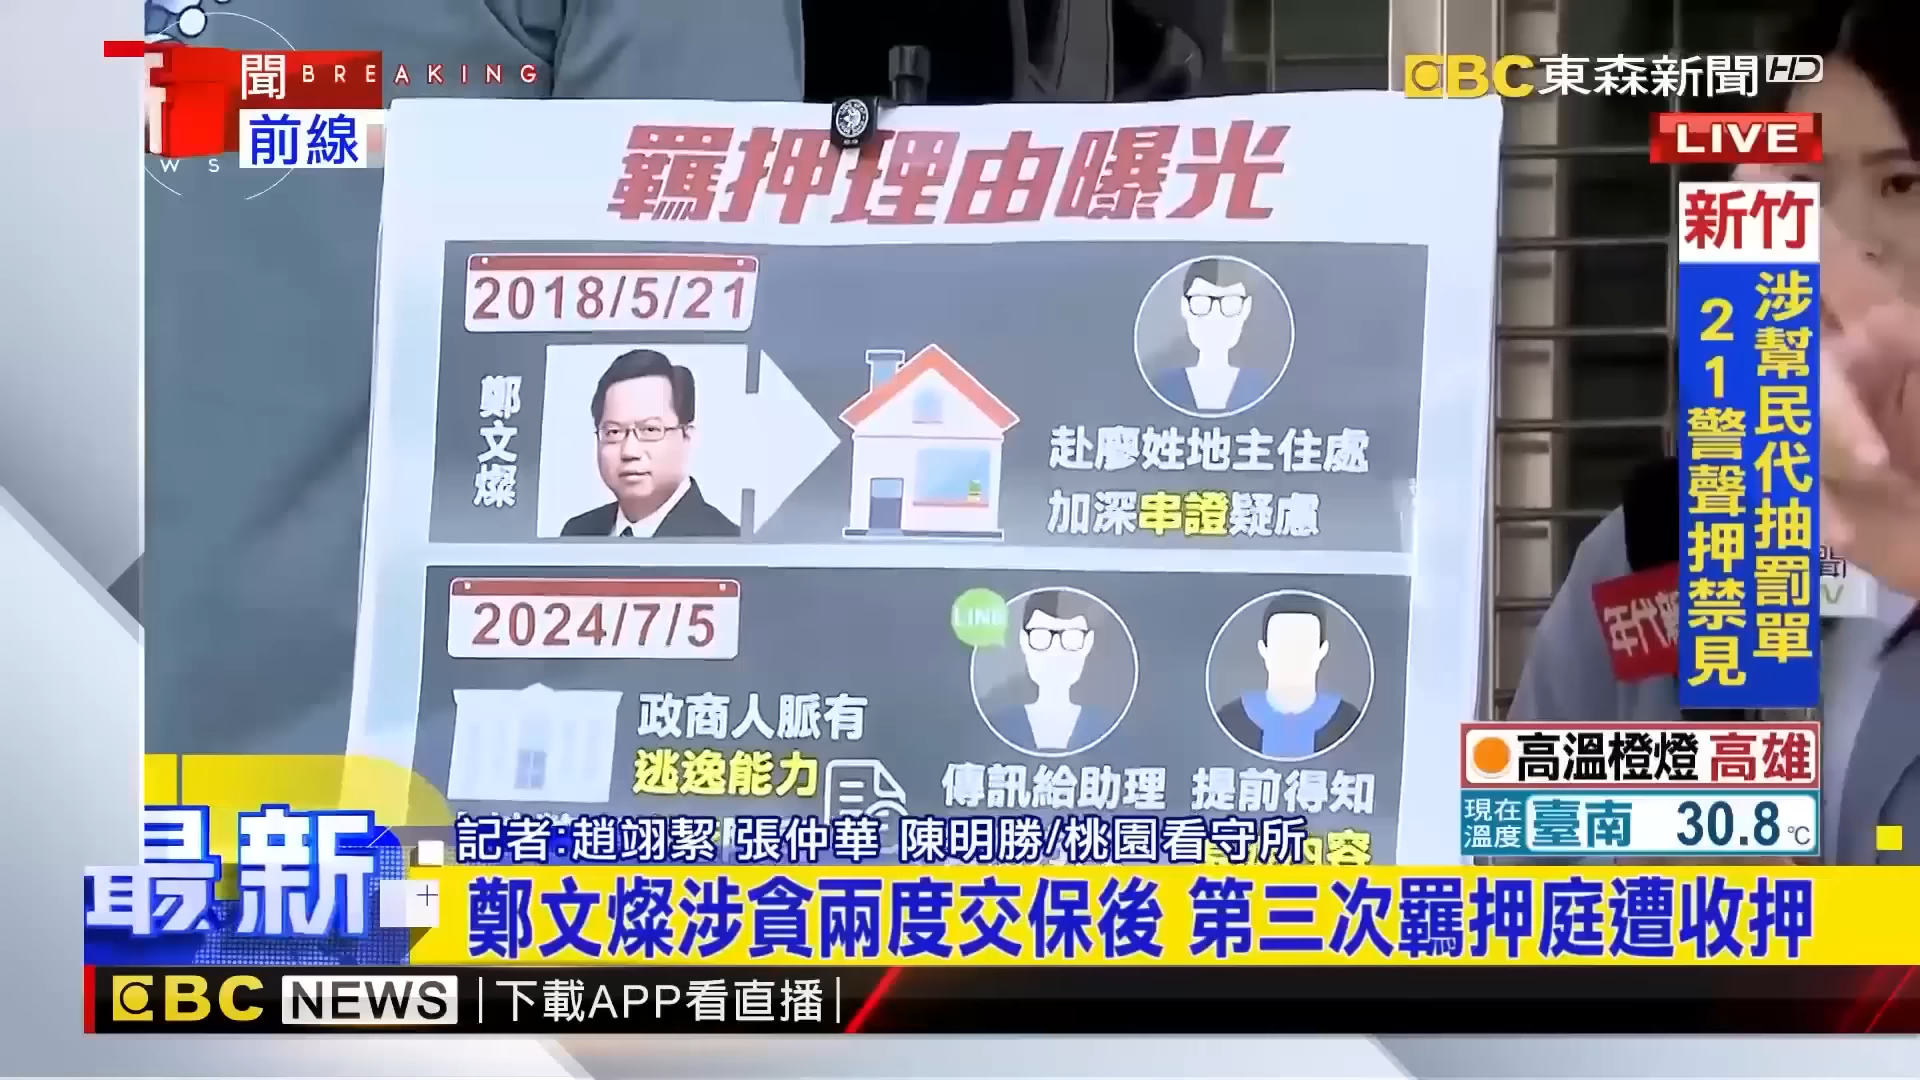 聞 BREAKING
前線
W S
EBC 東森新聞 HD
LIVE
羈押理由曝光
2018/5/21
鄭文燦
赴廖姓地主住處
加深串證疑慮
2024/7/5
LINE
政商人脈有
逃逸能力
傳訊給助理
提前得知
內容
新竹
涉幫民代抽罰單
21警聲押禁見
高溫橙燈 高雄
現在溫度 臺南 30.8°C
記者:趙翊絜 張仲華 陳明勝/桃園看守所
最新
鄭文燦涉貪兩度交保後 第三次羈押庭遭收押
EBC NEWS 下載APP看直播